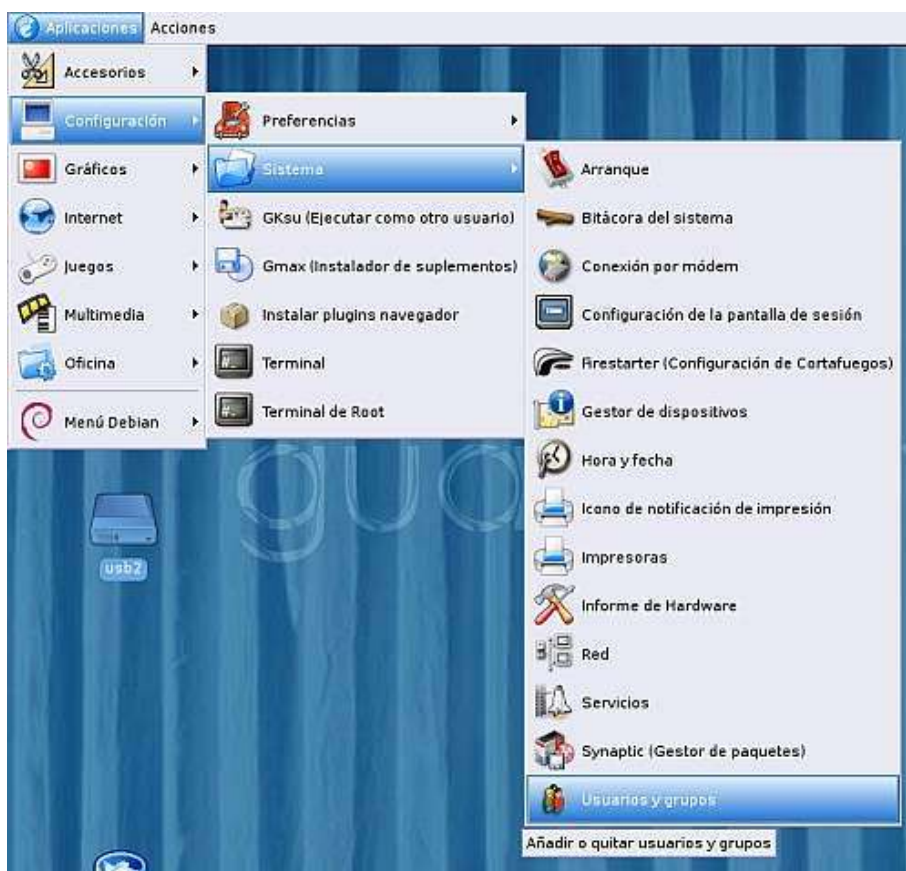 Aplicaciones Acciones
Accesorios
Configuración
Gráficos
Internet
Juegos
Multimedia
Oficina
Menú Debian
Preferencias
Sistema
GKsu (Ejecutar como otro usuario)
Gmax (Instalador de suplementos)
Instalar plugins navegador
Terminal
Terminal de Root
Arranque
Bitácora del sistema
Conexión por módem
Configuración de la pantalla de sesión
Firestarter (Configuración de Cortafuegos)
Gestor de dispositivos
Hora y fecha
Icono de notificación de impresión
Impresoras
Informe de Hardware
Red
Servicios
Synaptic (Gestor de paquetes)
Usuarios y grupos
Añadir o quitar usuarios y grupos
gua
usb2